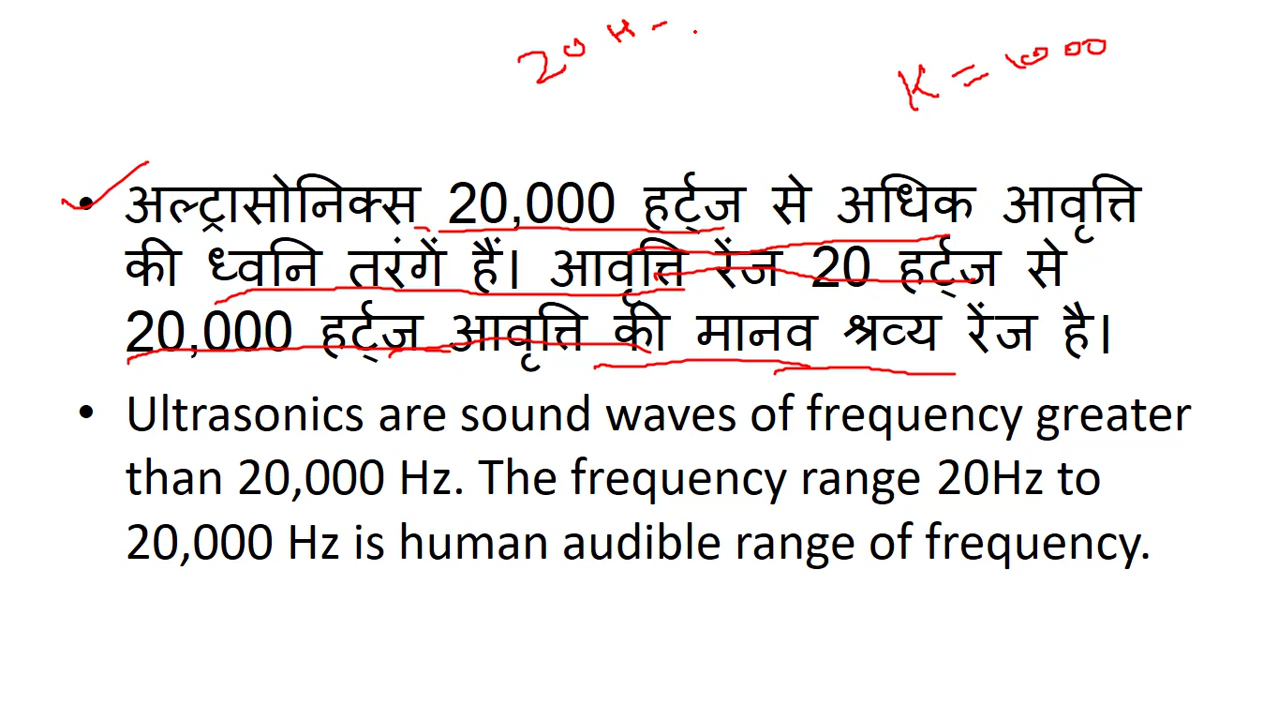 20 H
K = 1000
• अल्ट्रासोनिक्स 20,000 हर्ट्ज़ से अधिक आवृत्ति
की ध्वनि तरंगें हैं। आवृत्ति रेंज 20 हर्ट्ज़ से
20,000 हर्ट्ज़ आवृत्ति की मानव श्रव्य रेंज है।
• Ultrasonics are sound waves of frequency greater
than 20,000 Hz. The frequency range 20Hz to
20,000 Hz is human audible range of frequency.